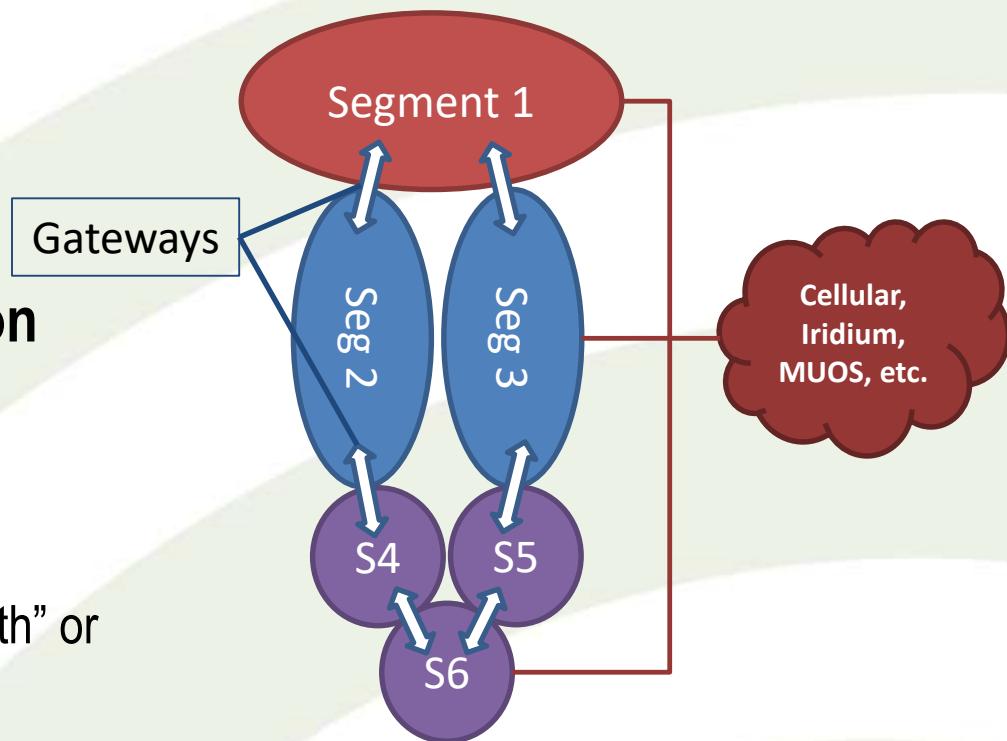 Segment 1
Gateways
on
Seg 2
Seg 3
Cellular,
Iridium,
MUOS, etc.
S4
S5
th” or
S6